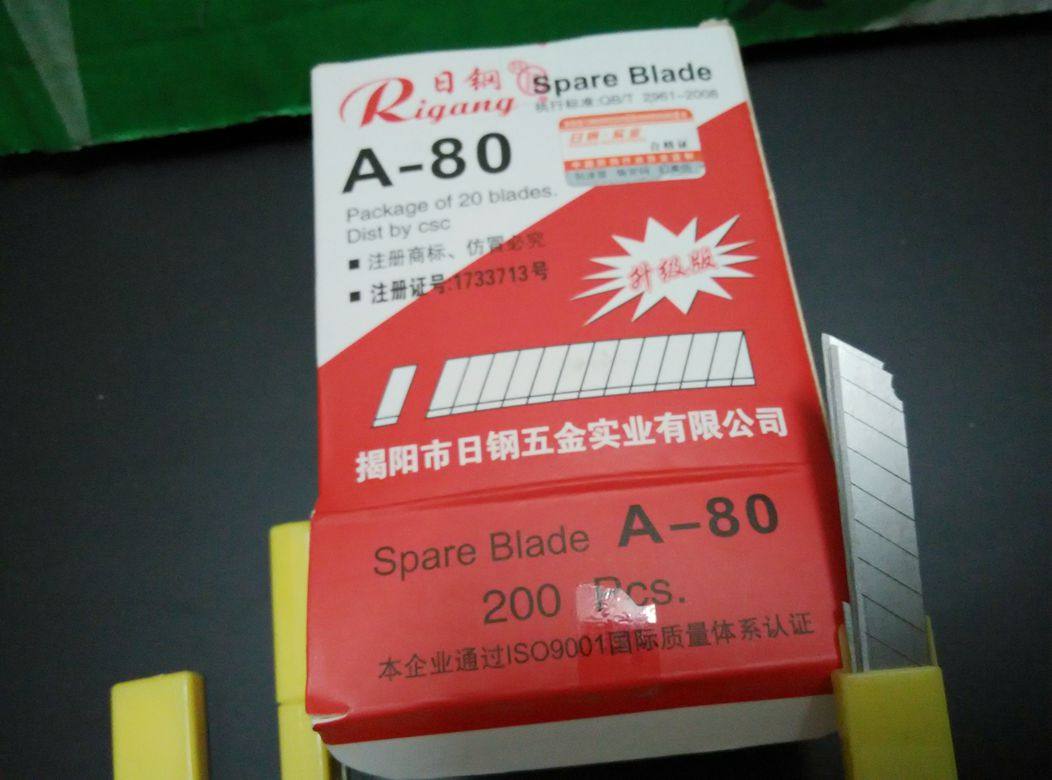 日钢
Rigang
Spare Blade
执行标准:QB/T 2961-2008
A-80
合格证
Package of 20 blades.
Dist by csc
■ 注册商标、仿冒必究
■ 注册证号:1733713号
升级版
揭阳市日钢五金实业有限公司
Spare Blade A-80
200 Pcs.
本企业通过ISO9001国际质量体系认证